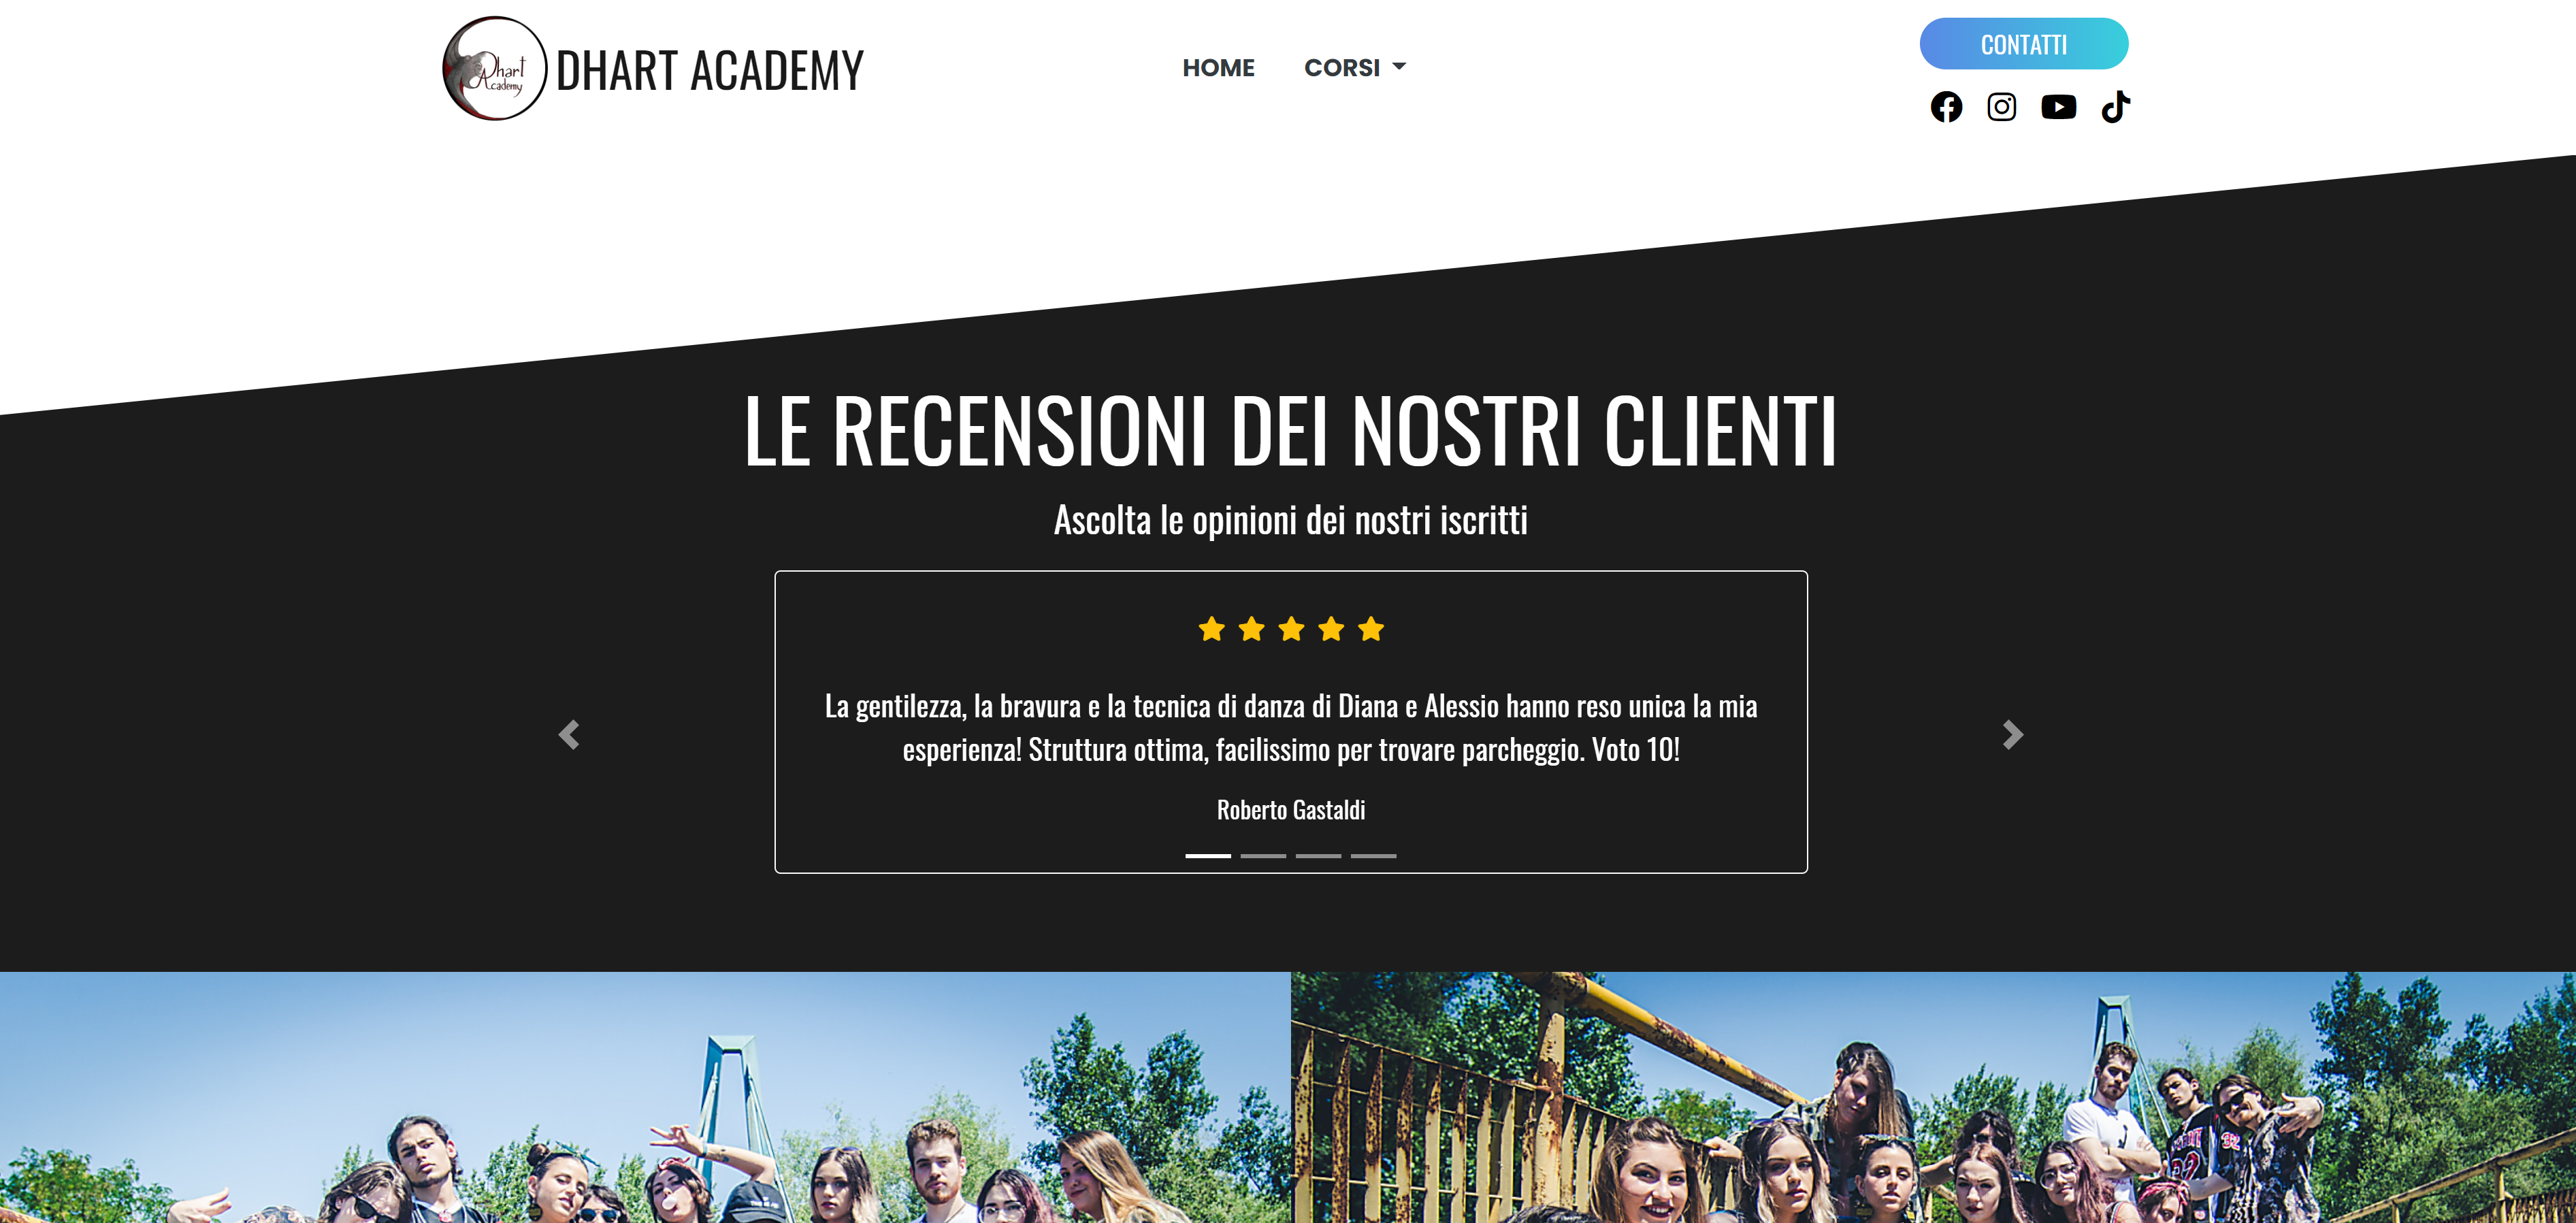 Dhart
Academy
DHART ACADEMY
HOME
CORSI
CONTATTI
LE RECENSIONI DEI NOSTRI CLIENTI
Ascolta le opinioni dei nostri iscritti
La gentilezza, la bravura e la tecnica di danza di Diana e Alessio hanno reso unica la mia
esperienza! Struttura ottima, facilissimo per trovare parcheggio. Voto 10!
Roberto Gastaldi
32